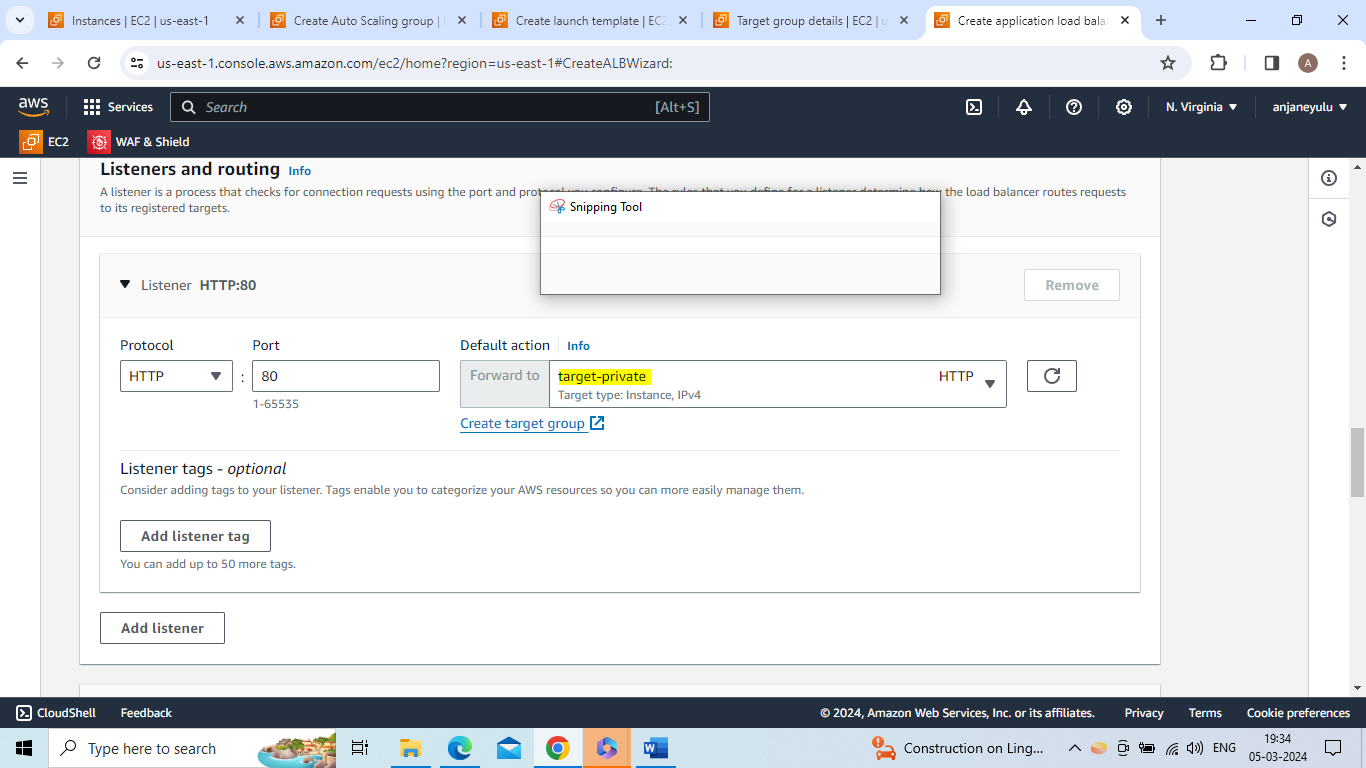 Instances | EC2 | us-east-1
Create Auto Scaling group |
Create launch template | EC2
Target group details | EC2 | u
Create application load bala
us-east-1.console.aws.amazon.com/ec2/home?region=us-east-1#CreateALBWizard:
A
aws
Services
Search
[Alt+S]
N. Virginia
anjaneyulu
EC2
WAF & Shield
Listeners and routing Info
A listener is a process that checks for connection requests using the port and protocol you configure. The rules that you define for a listener determine how the load balancer routes requests
to its registered targets.
Snipping Tool
Listener HTTP:80
Remove
Protocol
Port
Default action
Info
HTTP
:
80
Forward to
target-private
HTTP
Target type: Instance, IPv4
1-65535
Create target group
Listener tags - optional
Consider adding tags to your listener. Tags enable you to categorize your AWS resources so you can more easily manage them.
Add listener tag
You can add up to 50 more tags.
Add listener
CloudShell
Feedback
© 2024, Amazon Web Services, Inc. or its affiliates.
Privacy
Terms
Cookie preferences
Type here to search
Construction on Ling...
ENG
19:34
05-03-2024